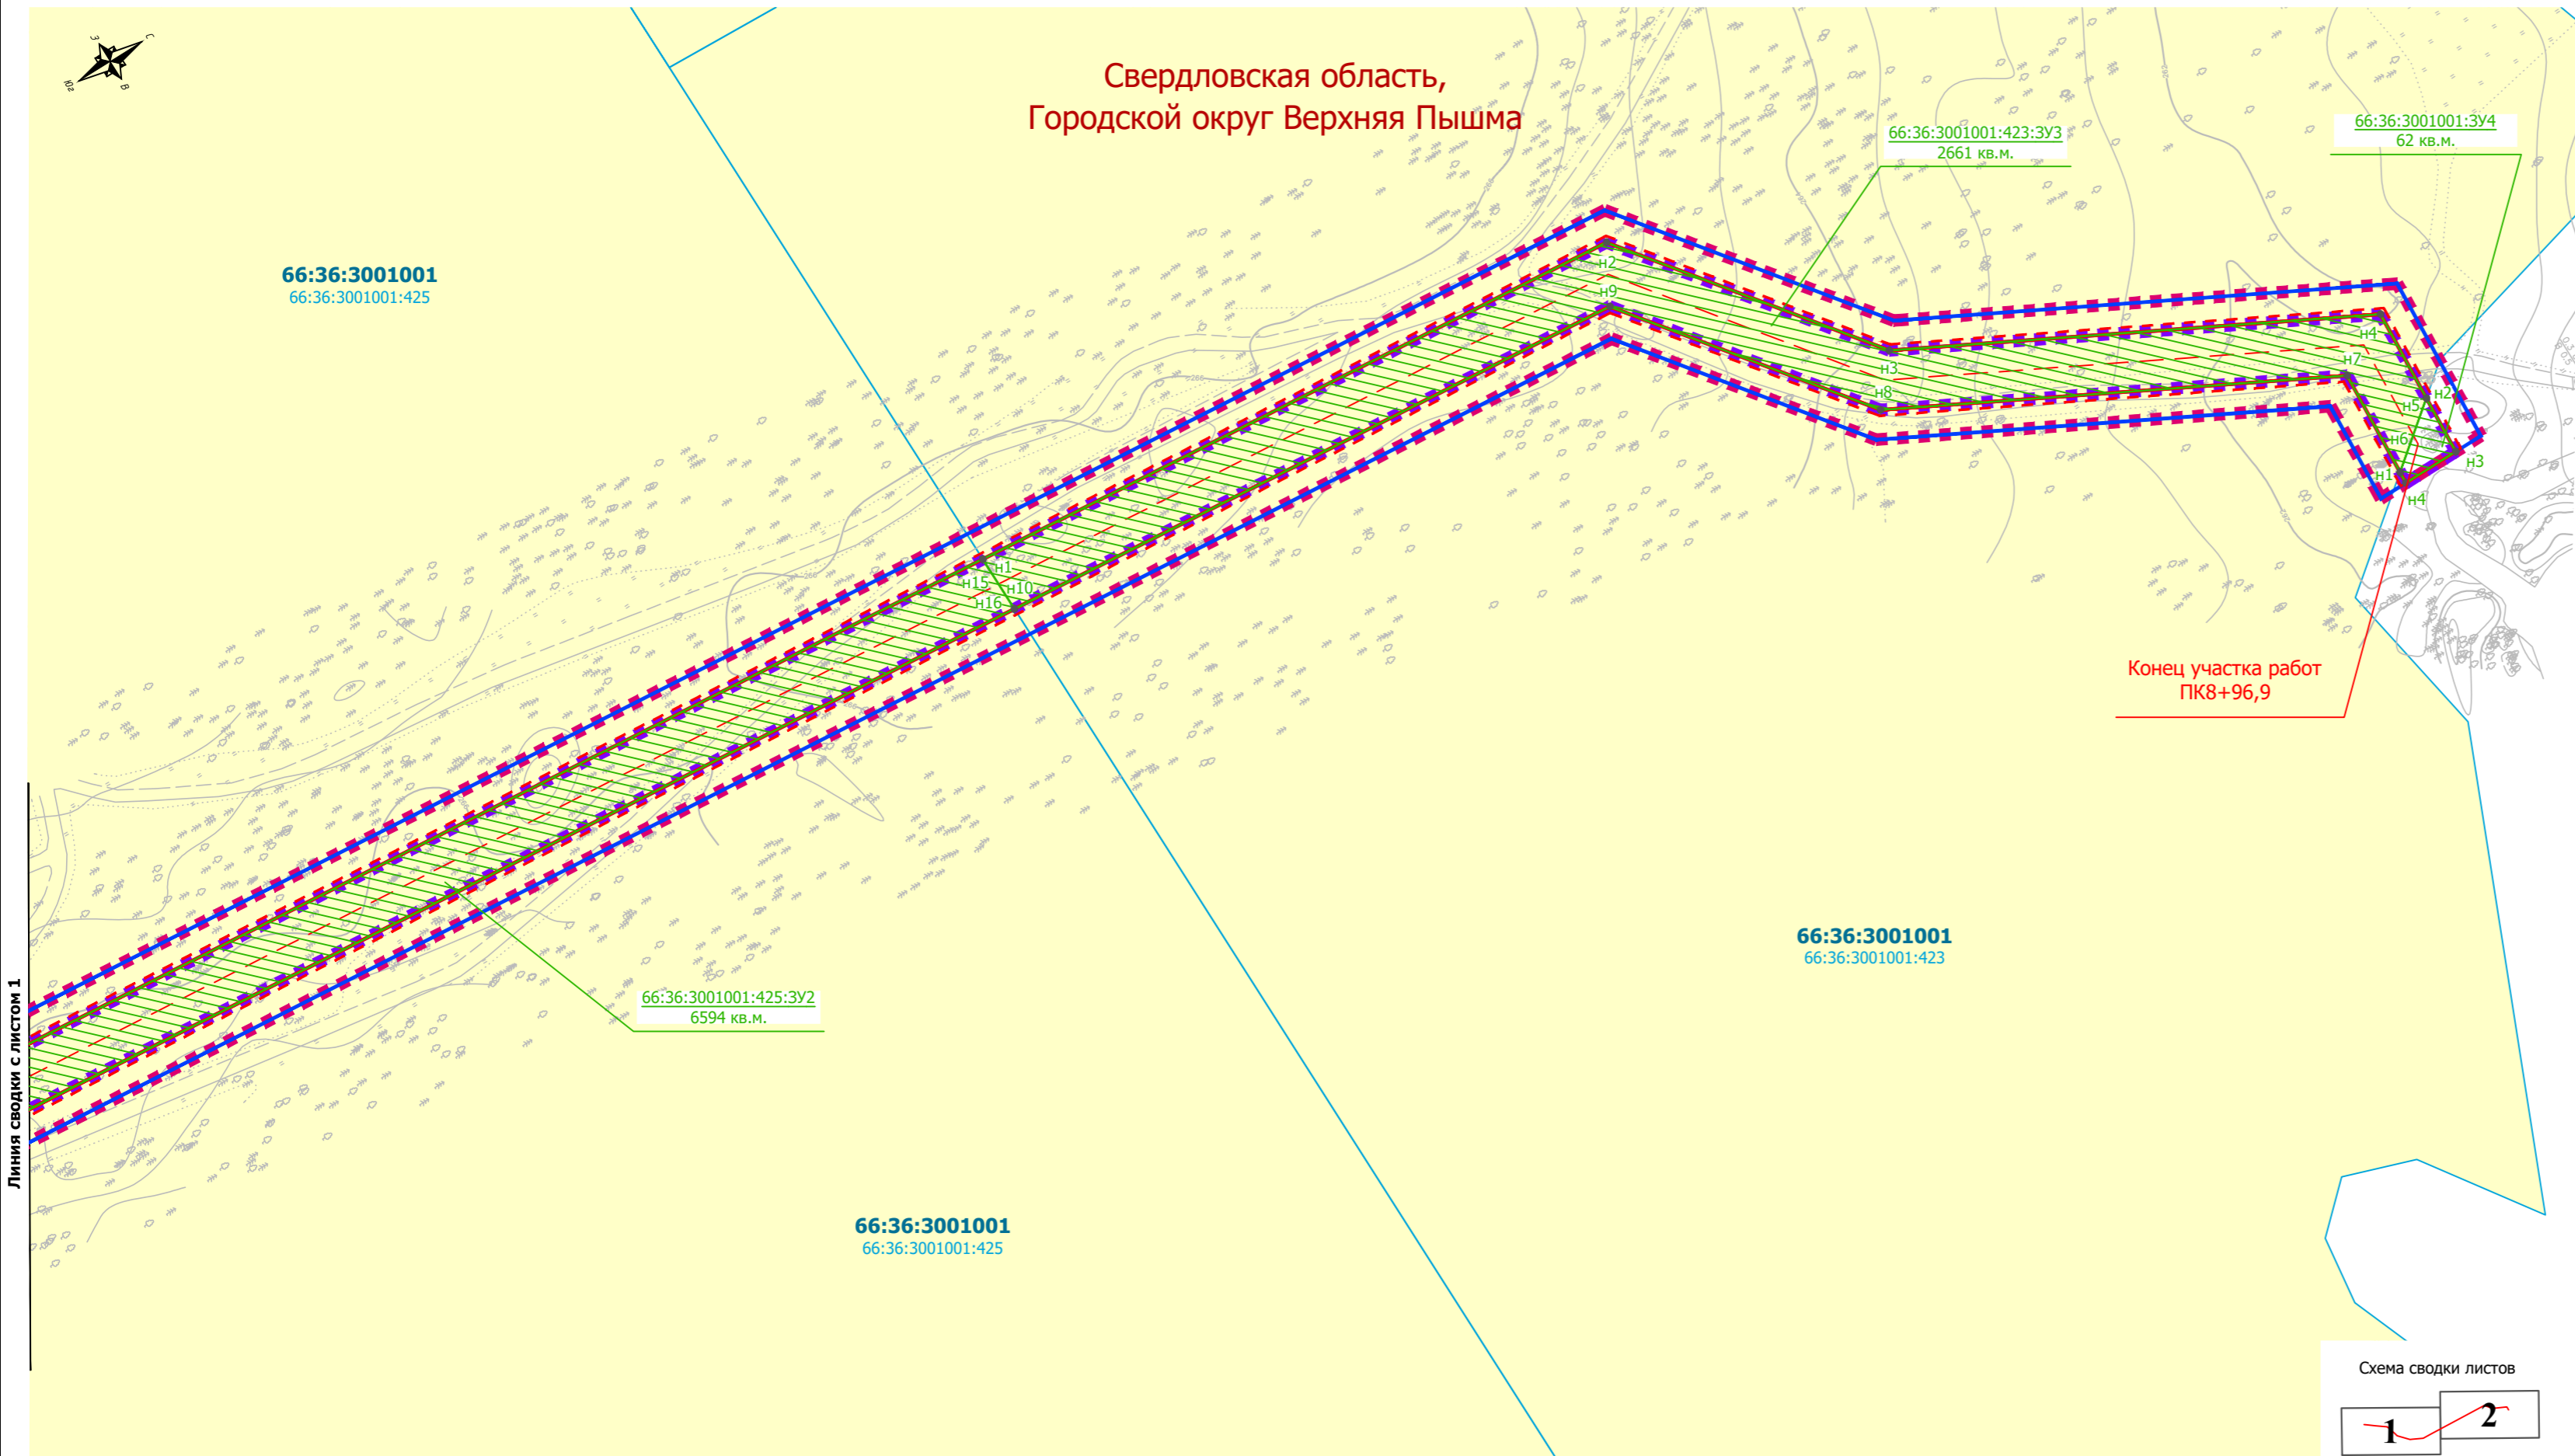 С
З
Юг
В
Свердловская область,
Городской округ Верхняя Пышма
66:36:3001001:423:ЗУ3
2661 кв.м.
66:36:3001001:ЗУ4
62 кв.м.
66:36:3001001
66:36:3001001:425
н2
н9
н3
н8
н4
н7
н2
н5
н6
н3
н1
н4
н1
н15
н10
н16
Конец участка работ
ПК8+96,9
66:36:3001001
66:36:3001001:423
66:36:3001001:425:ЗУ2
6594 кв.м.
Линия сводки с листом 1
66:36:3001001
66:36:3001001:425
Схема сводки листов
1
2